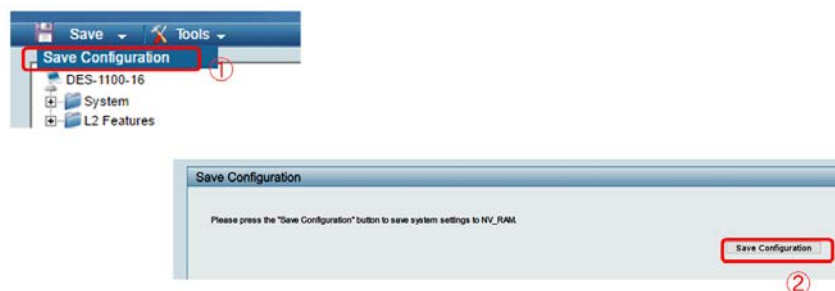 Save Tools
Save Configuration
①
DES-1100-16
System
L2 Features
Save Configuration
Please press the "Save Configuration" button to save system settings to NV_RAM.
Save Configuration
②